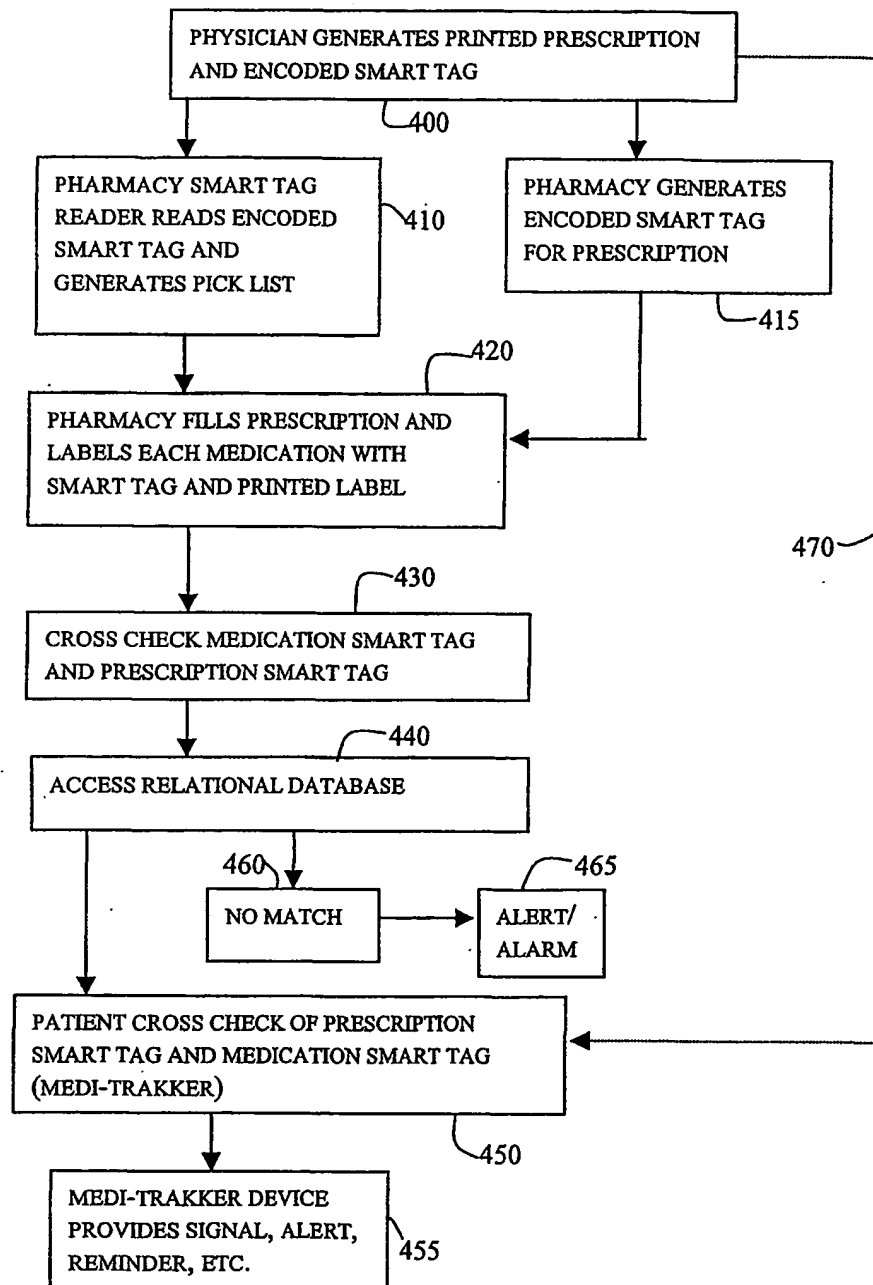 PHYSICIAN GENERATES PRINTED PRESCRIPTION
AND ENCODED SMART TAG
400
PHARMACY SMART TAG
READER READS ENCODED
SMART TAG AND
GENERATES PICK LIST
410
PHARMACY GENERATES
ENCODED SMART TAG
FOR PRESCRIPTION
415
420
PHARMACY FILLS PRESCRIPTION AND
LABELS EACH MEDICATION WITH
SMART TAG AND PRINTED LABEL
470
430
CROSS CHECK MEDICATION SMART TAG
AND PRESCRIPTION SMART TAG
440
ACCESS RELATIONAL DATABASE
460
NO MATCH
465
ALERT/
ALARM
PATIENT CROSS CHECK OF PRESCRIPTION
SMART TAG AND MEDICATION SMART TAG
(MEDI-TRAKKER)
450
MEDI-TRAKKER DEVICE
PROVIDES SIGNAL, ALERT,
REMINDER, ETC.
455